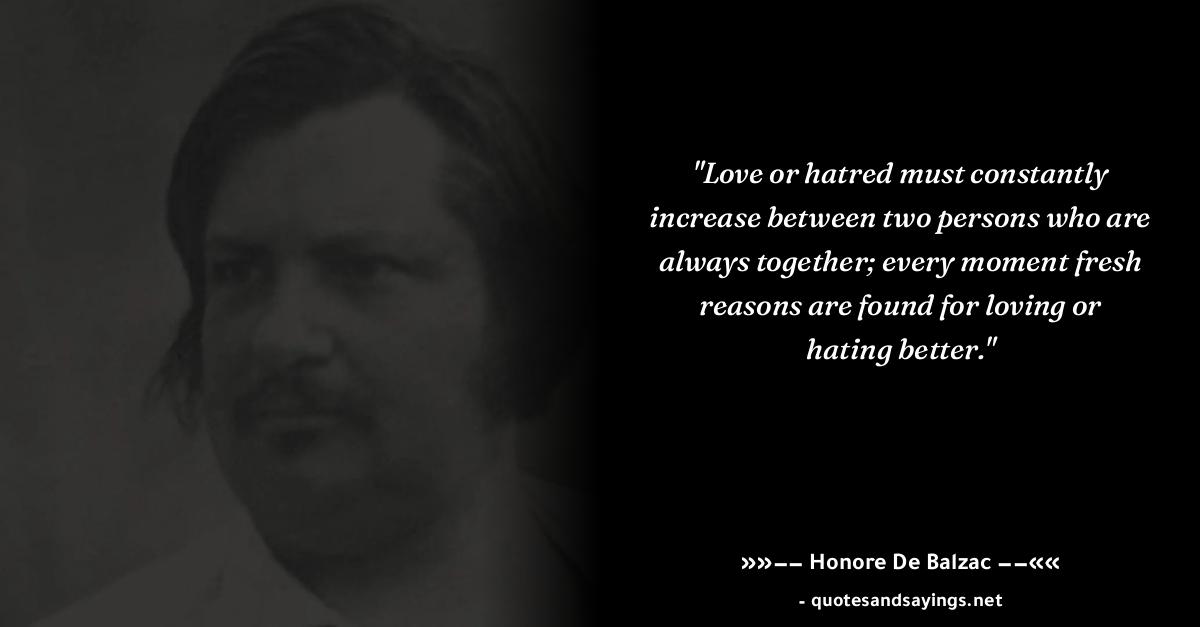 "Love or hatred must constantly
increase between two persons who are
always together; every moment fresh
reasons are found for loving or
hating better."
»»–– Honore De Balzac ––««
- quotesandsayings.net